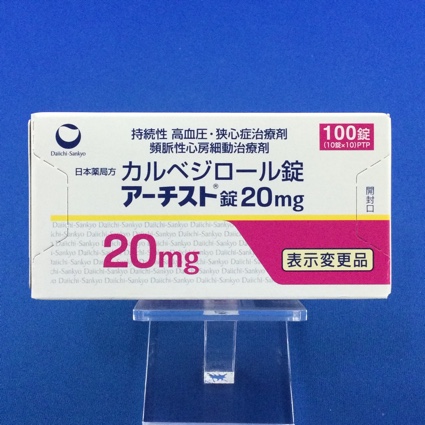 Daiichi-Sankyo
持続性 高血圧・狭心症治療剤
頻脈性心房細動治療剤
100錠
(10錠×10)PTP
日本薬局方 カルベジロール錠
アーチスト®錠20mg
開封口
20mg
表示変更品